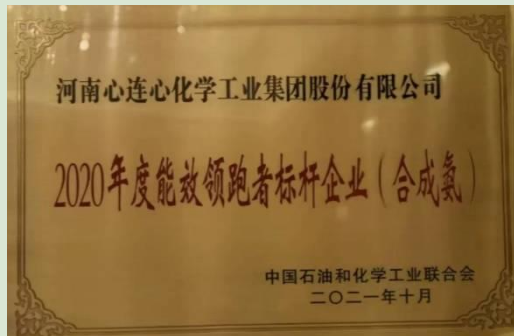 河南心连心化学工业集团股份有限公司
2020年度能效领跑者标杆企业（合成氨）
中国石油和化学工业联合会
二〇二一年十月